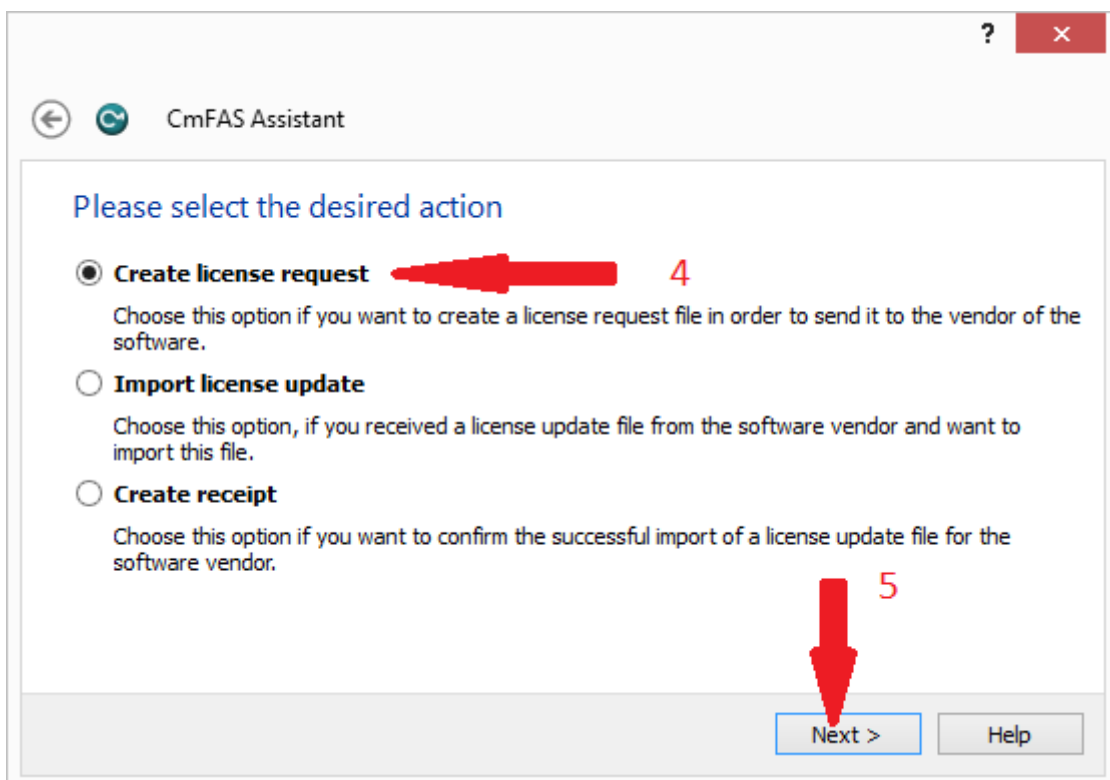 ?
CmFAS Assistant
Please select the desired action
Create license request 4
Choose this option if you want to create a license request file in order to send it to the vendor of the
software.
Import license update
Choose this option, if you received a license update file from the software vendor and want to
import this file.
Create receipt
Choose this option if you want to confirm the successful import of a license update file for the
software vendor.
5
Next > Help